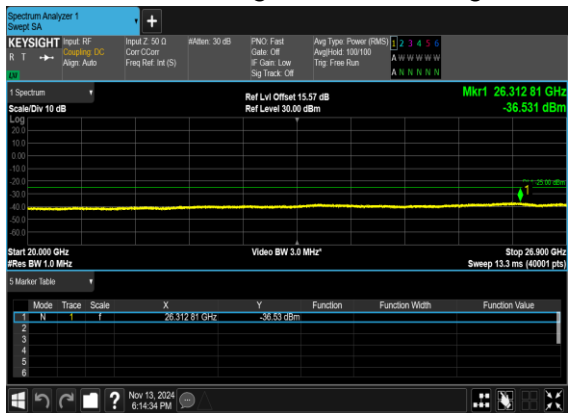 Spectrum Analyzer 1
Swept SA
+
KEYSIGHT Input: RF Input Z: 50 Ω #Atten: 30 dB PNO: Fast Avg Type: Power (RMS) 1 2 3 4 5 6
R T Coupling: DC Corr CCorr Gate: Off Avg|Hold: 100/100 A W W W W W
Align: Auto Freq Ref: Int (S) IF Gain: Low Trig: Free Run
Sig Track: Off A N N N N N
1 Spectrum Ref Lvl Offset 15.57 dB Mkr1 26.312 81 GHz
Scale/Div 10 dB Ref Level 30.00 dBm -36.531 dBm
Log
20.0
10.0
0.00
-10.0
-20.0
-25.00 dBm
-30.0
1
-40.0
-50.0
-60.0
Start 20.000 GHz Video BW 3.0 MHz* Stop 26.900 GHz
#Res BW 1.0 MHz Sweep 13.3 ms (40001 pts)
5 Marker Table
Mode Trace Scale X Y Function Function Width Function Value
1 N 1 f 26.312 81 GHz -36.53 dBm
2
3
4
5
6
? Nov 13, 2024
6:14:34 PM